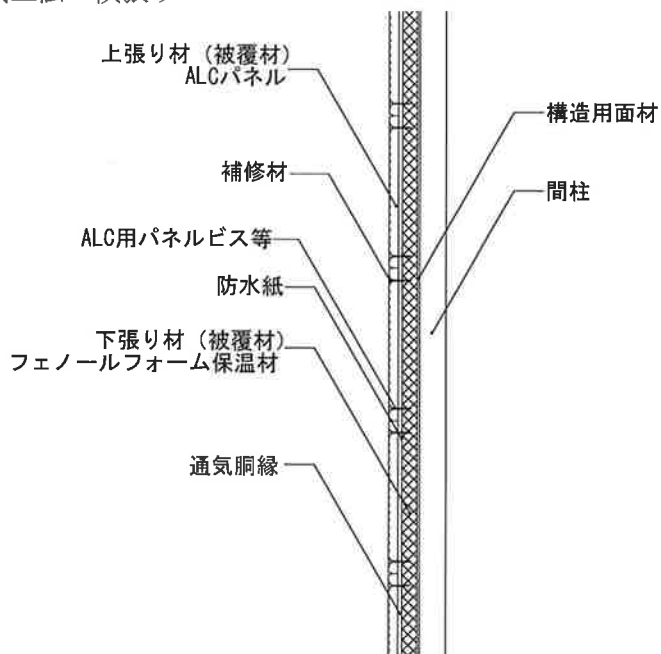 上張り材（被覆材）
ALCパネル
構造用面材
補修材
間柱
ALC用パネルビス等
防水紙
下張り材（被覆材）
フェノールフォーム保温材
通気胴縁